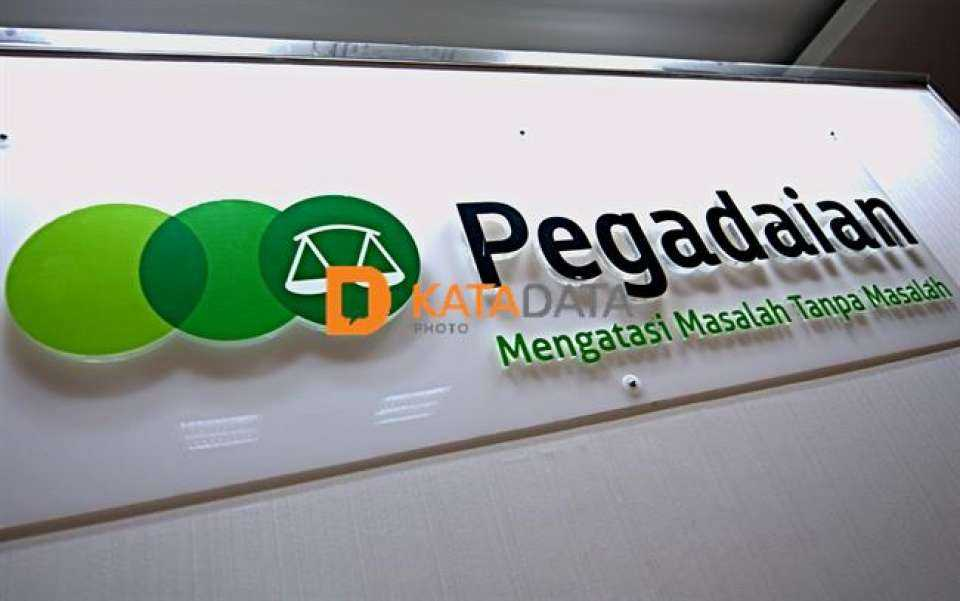 Pegadaian
KATADATA
PHOTO
Mengatasi Masalah Tanpa Masalah